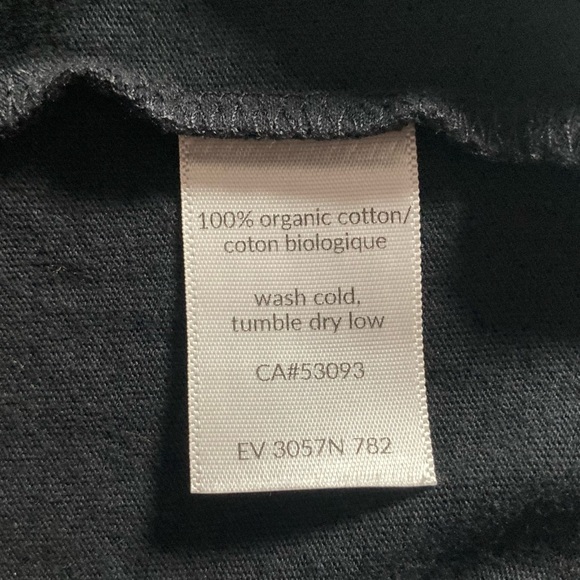 100% organic cotton/
coton biologique
wash cold,
tumble dry low
CA#53093
EV 3057N 782